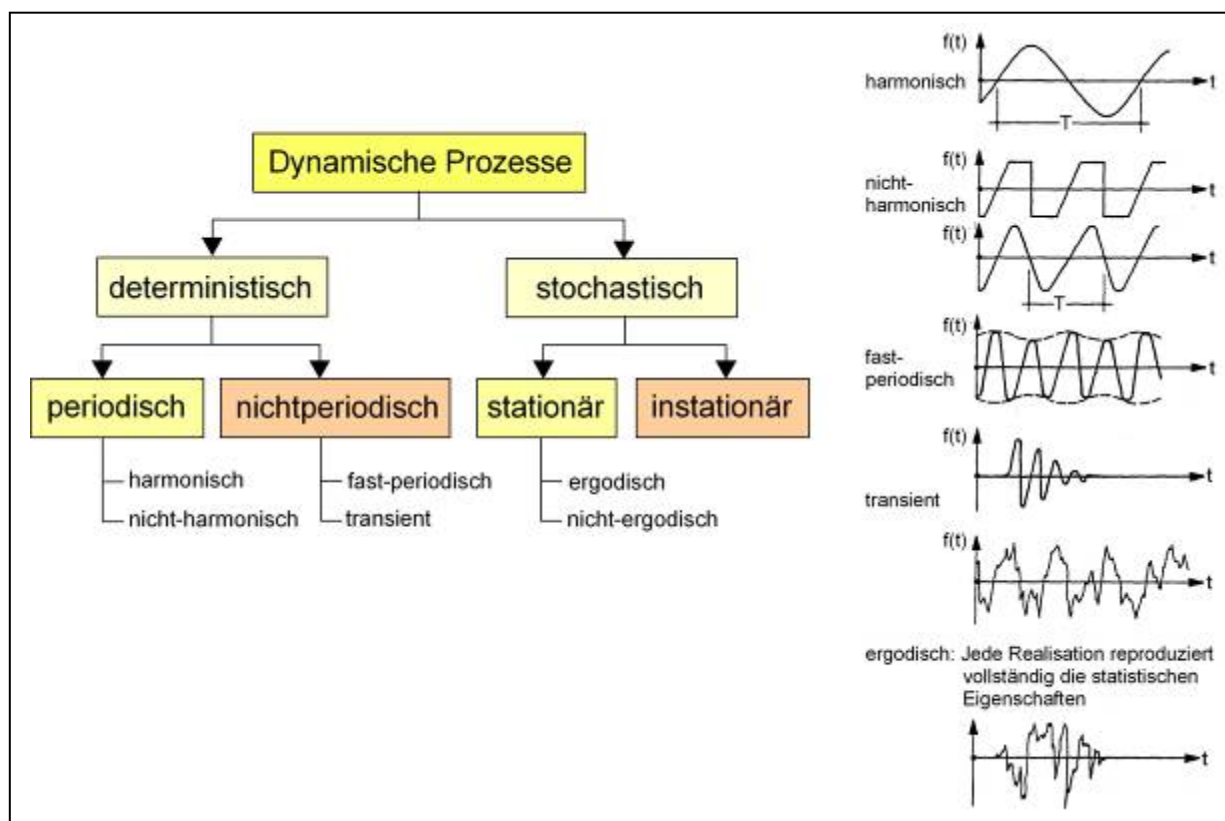 Dynamische Prozesse
deterministisch
stochastisch
periodisch
nichtperiodisch
stationär
instationär
harmonisch
nicht-harmonisch
fast-periodisch
transient
ergodisch
nicht-ergodisch
f(t)
harmonisch
t
T
f(t)
nicht-
harmonisch
t
f(t)
t
T
f(t)
fast-
periodisch
t
f(t)
transient
t
f(t)
t
ergodisch: Jede Realisation reproduziert
vollständig die statistischen
Eigenschaften
t